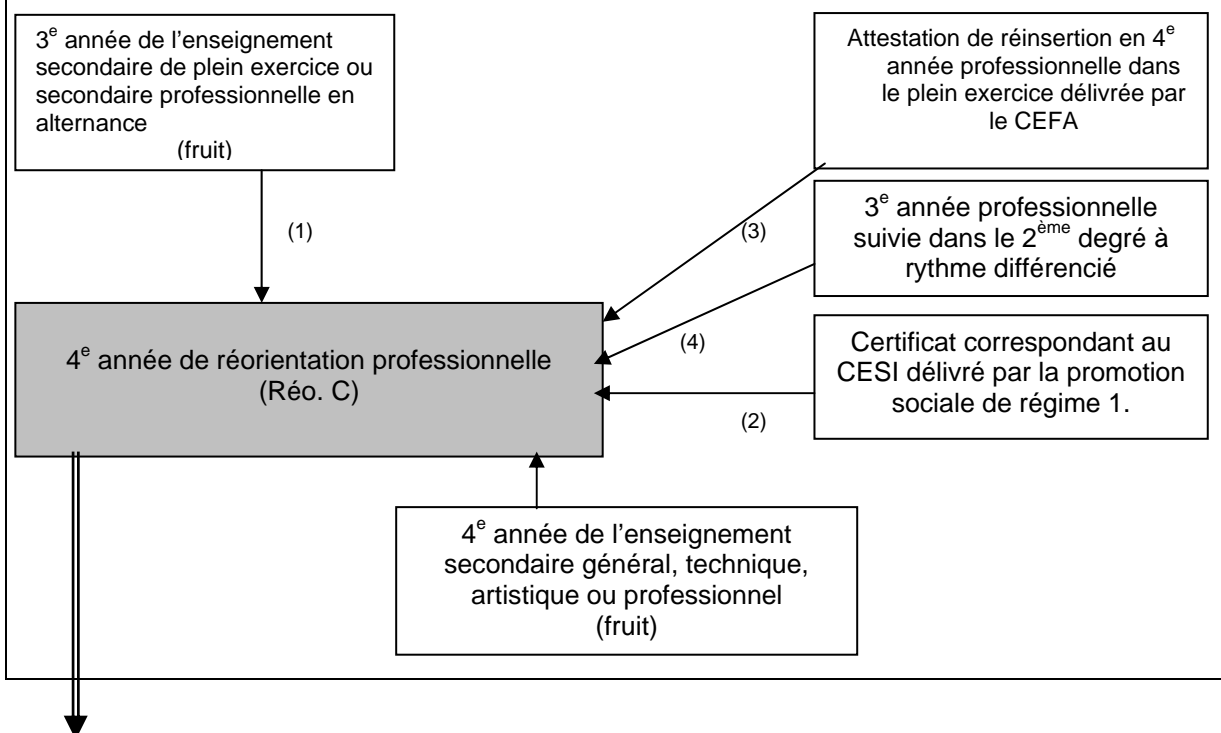 3e année de l’enseignement
secondaire de plein exercice ou
secondaire professionnelle en
alternance
(fruit)
Attestation de réinsertion en 4e
année professionnelle dans
le plein exercice délivrée par
le CEFA
(1)
(3)
3e année professionnelle
suivie dans le 2ème degré à
rythme différencié
4e année de réorientation professionnelle
(Réo. C)
(4)
Certificat correspondant au
CESI délivré par la promotion
sociale de régime 1.
(2)
4e année de l’enseignement
secondaire général, technique,
artistique ou professionnel
(fruit)